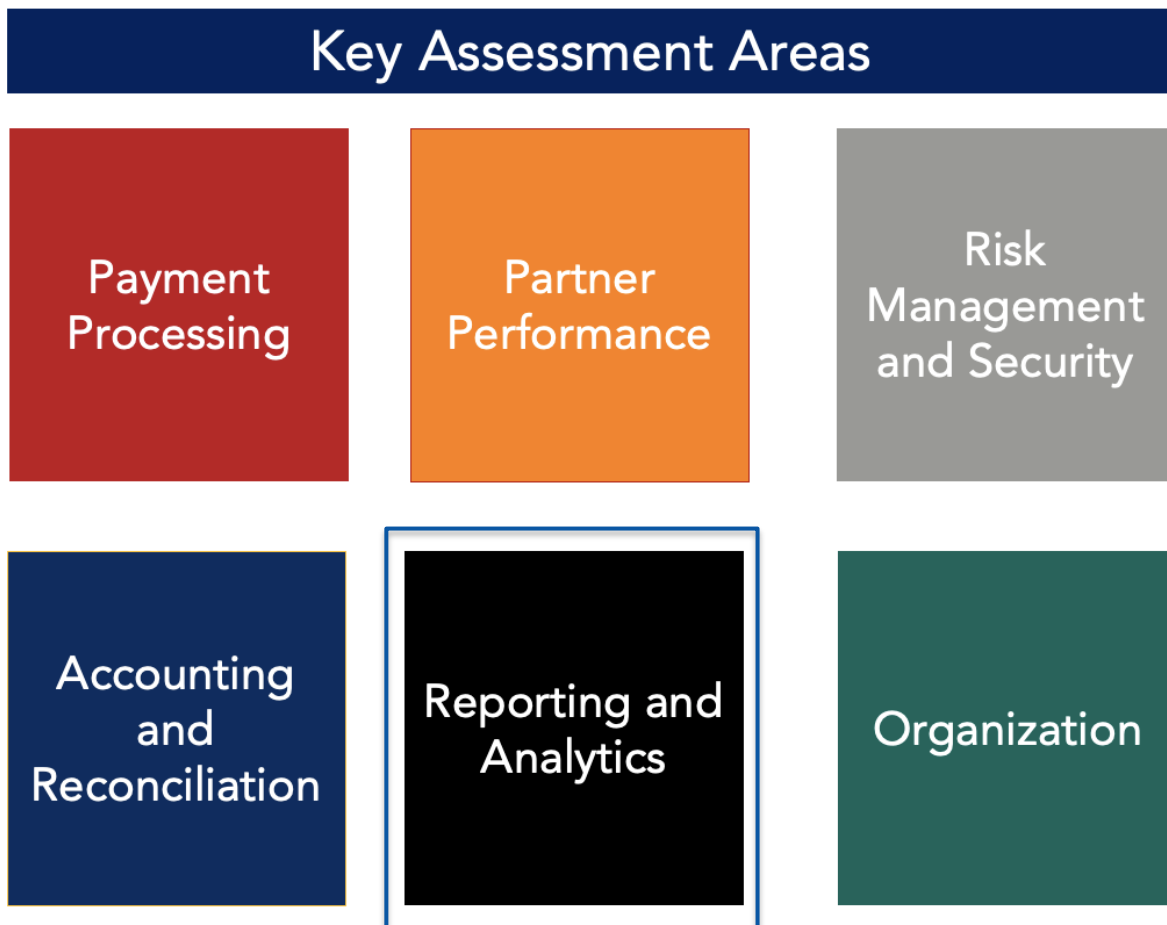 Key Assessment Areas
Payment
Processing
Partner
Performance
Risk
Management
and Security
Accounting
and
Reconciliation
Reporting and
Analytics
Organization